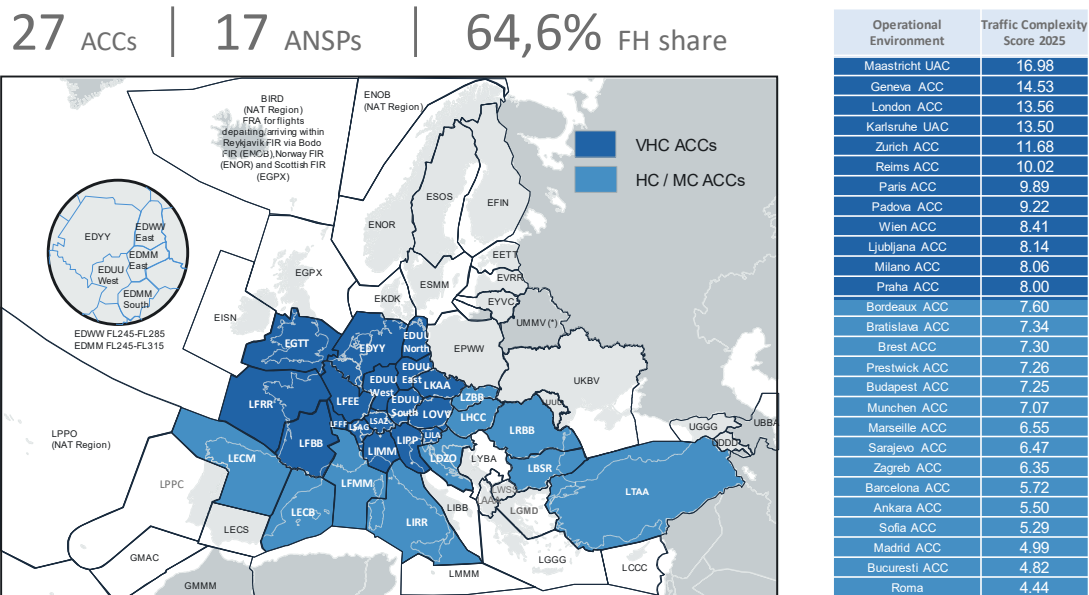 27 ACCs | 17 ANSPs | 64,6% FH share
BIRD
(NAT Region)
FRA for flights
departing/arriving within
Reykjavik FIR via Bodo
FIR (ENCB),Norway FIR
(ENOR) and Scottish FIR
(EGPX)
ENOB
(NAT Region)
VHC ACCs
HC / MC ACCs
ESOS
EFIN
ENOR
EDYY
EDWW
East
EDMM
East
EDUU
West
EDMM
South
EDWW FL245-FL285
EDMM FL245-FL315
EGPX
EISN
EKDK
ESMM
EETT
EVRR
EYVC
UMMV (*)
EGTT
EDYY
EDUU
North
EPWW
UKBV
EDUU
East
EDUU
West
LKAA
LFRR
LFEE
EDUU
South
LOVV
LZBB
LHCC
LFFF
LSAG
LSAZ
LFBB
LIMM
LIPP
LJLA
LDZO
LRBB
LYBA
LBSR
UGGG
UBBA
UDDD
LPPO
(NAT Region)
LPPC
LECM
LFMM
LECB
LIRR
LIBB
LWSS
LAAA
LGMD
LTAA
LECS
GMAC
GMMM
LMMM
LGGG
LCCC
Operational Environment | Traffic Complexity Score 2025
Maastricht UAC 16.98
Geneva ACC 14.53
London ACC 13.56
Karlsruhe UAC 13.50
Zurich ACC 11.68
Reims ACC 10.02
Paris ACC 9.89
Padova ACC 9.22
Wien ACC 8.41
Ljubljana ACC 8.14
Milano ACC 8.06
Praha ACC 8.00
Bordeaux ACC 7.60
Bratislava ACC 7.34
Brest ACC 7.30
Prestwick ACC 7.26
Budapest ACC 7.25
Munchen ACC 7.07
Marseille ACC 6.55
Sarajevo ACC 6.47
Zagreb ACC 6.35
Barcelona ACC 5.72
Ankara ACC 5.50
Sofia ACC 5.29
Madrid ACC 4.99
Bucuresti ACC 4.82
Roma 4.44